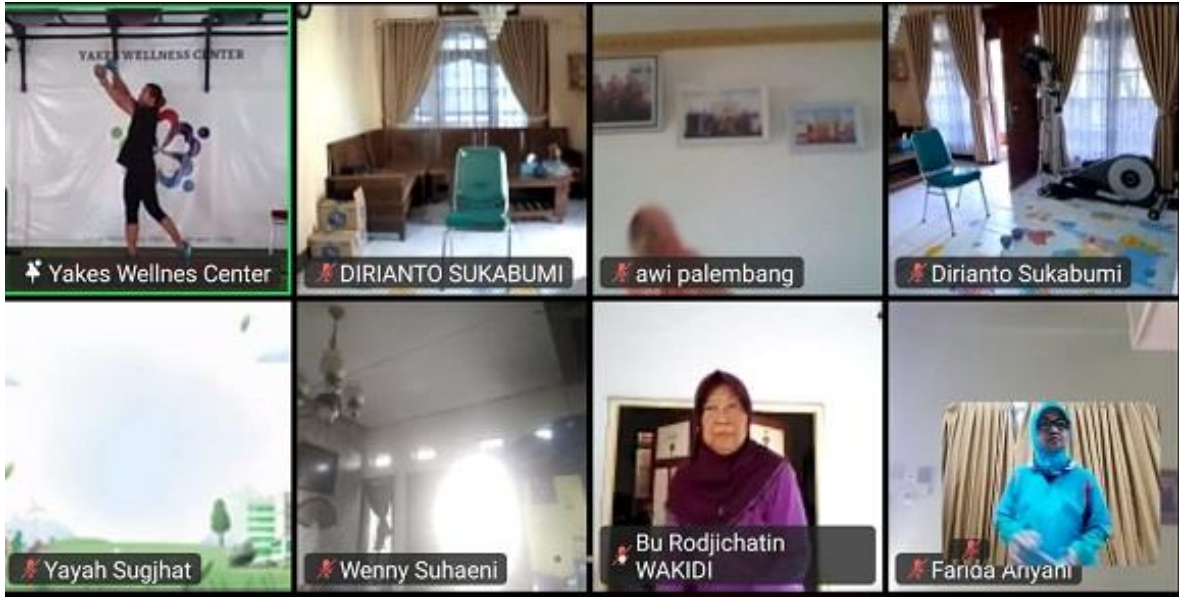 YAKES WELLNESS CENTER
Yakes Wellnes Center
DIRIANTO SUKABUMI
awi palembang
Dirianto Sukabumi
Yayah Sugjhat
Wenny Suhaeni
Bu Rodjichatin
WAKIDI
Farida Ariyani